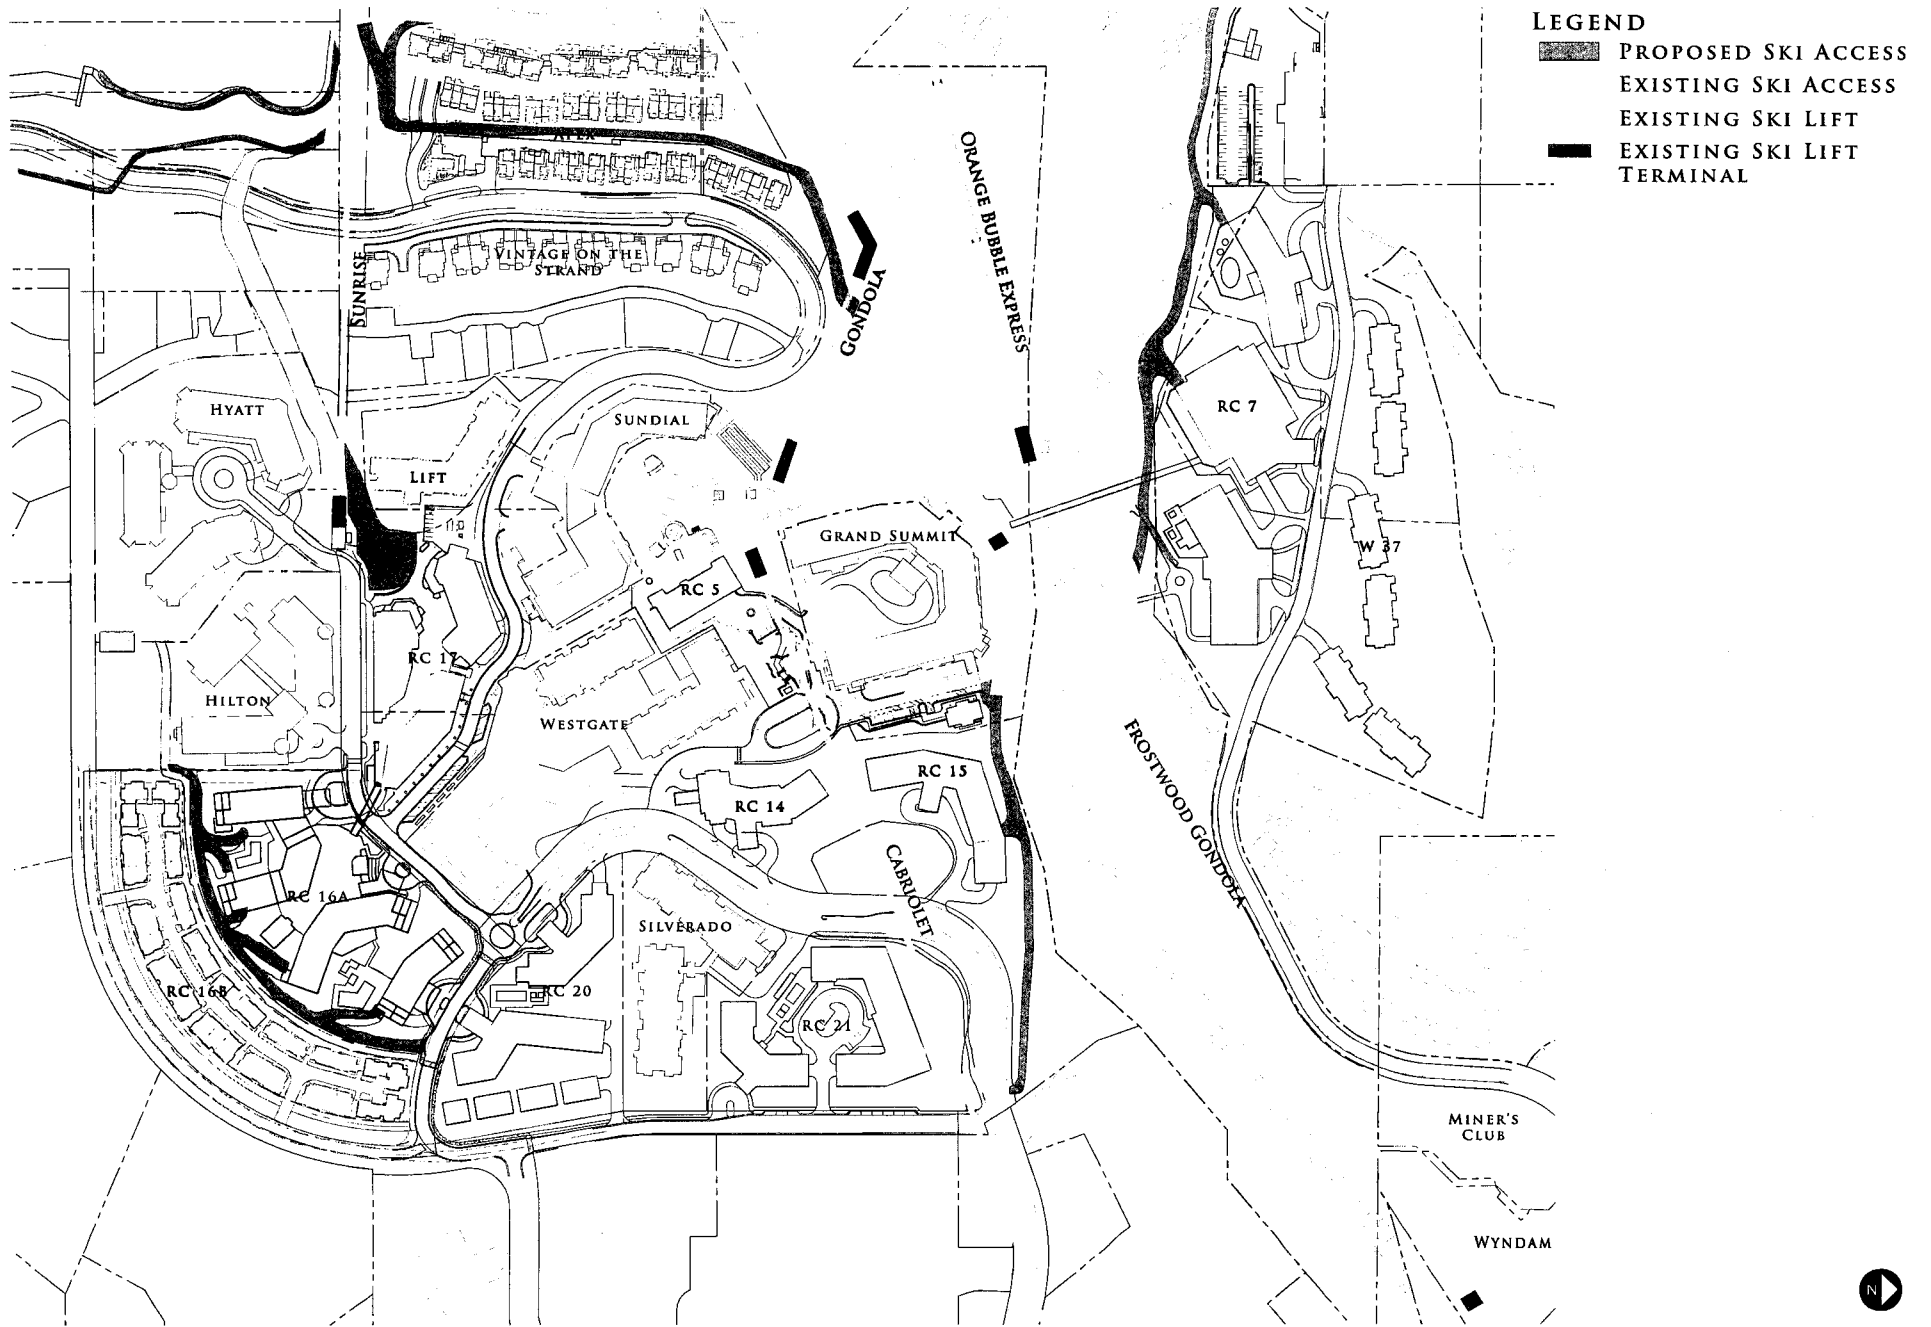 LEGEND
PROPOSED SKI ACCESS
EXISTING SKI ACCESS
EXISTING SKI LIFT
EXISTING SKI LIFT
TERMINAL
APEX
ORANGE BUBBLE EXPRESS
VINTAGE ON THE
STRAND
SUNRISE
GONDOLA
HYATT
SUNDIAL
RC 7
LIFT
GRAND SUMMIT
W 37
RC 5
RC 17
HILTON
WESTGATE
FROSTWOOD GONDOLA
RC 15
RC 14
CABRIOLET
RC 16A
SILVERADO
RC 16B
RC 20
RC 21
MINER'S
CLUB
WYNDAM
N